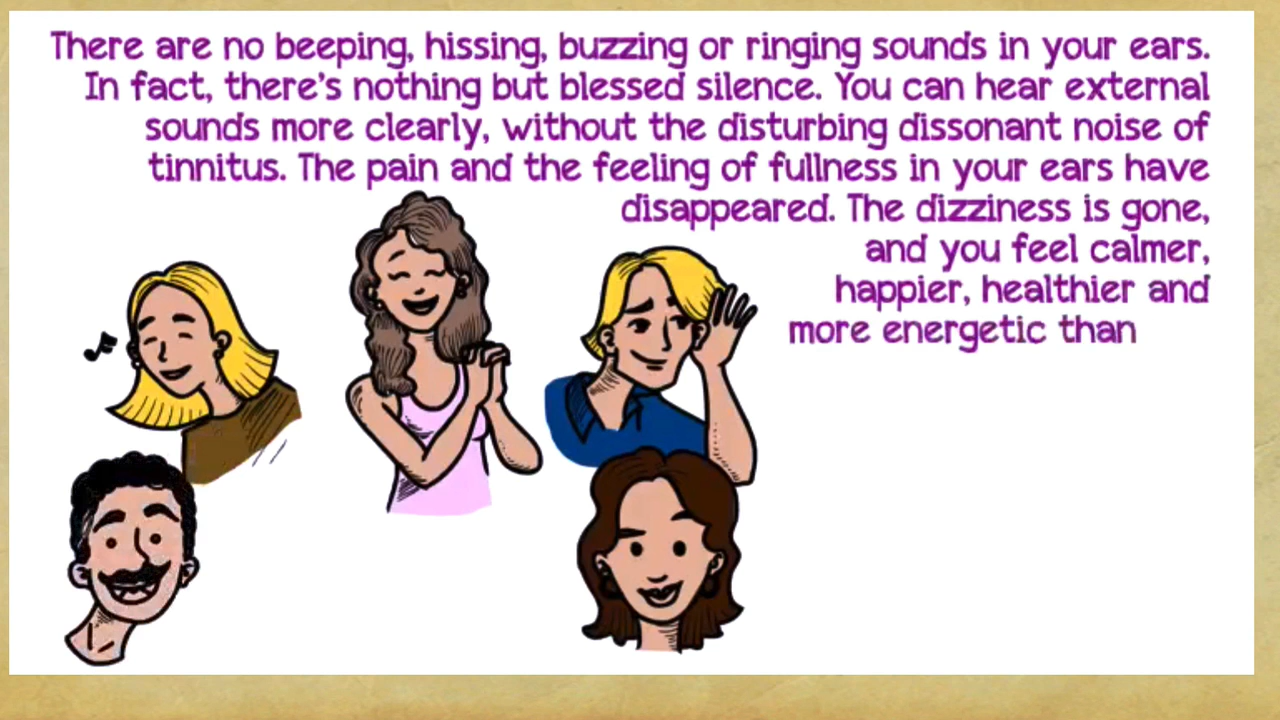 There are no beeping, hissing, buzzing or ringing sounds in your ears.
In fact, there's nothing but blessed silence. You can hear external
sounds more clearly, without the disturbing dissonant noise of
tinnitus. The pain and the feeling of fullness in your ears have
disappeared. The dizziness is gone,
and you feel calmer,
happier, healthier and
more energetic than